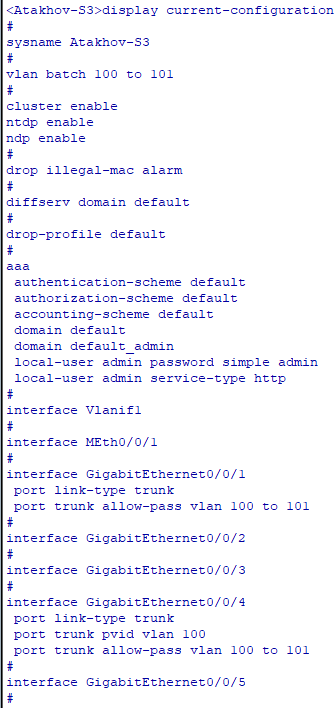 <Atakhov-S3>display current-configuration
#
sysname Atakhov-S3
#
vlan batch 100 to 101
#
cluster enable
ntdp enable
ndp enable
#
drop illegal-mac alarm
#
diffserv domain default
#
drop-profile default
#
aaa
 authentication-scheme default
 authorization-scheme default
 accounting-scheme default
 domain default
 domain default_admin
 local-user admin password simple admin
 local-user admin service-type http
#
interface Vlanif1
#
interface MEth0/0/1
#
interface GigabitEthernet0/0/1
 port link-type trunk
 port trunk allow-pass vlan 100 to 101
#
interface GigabitEthernet0/0/2
#
interface GigabitEthernet0/0/3
#
interface GigabitEthernet0/0/4
 port link-type trunk
 port trunk pvid vlan 100
 port trunk allow-pass vlan 100 to 101
#
interface GigabitEthernet0/0/5
#